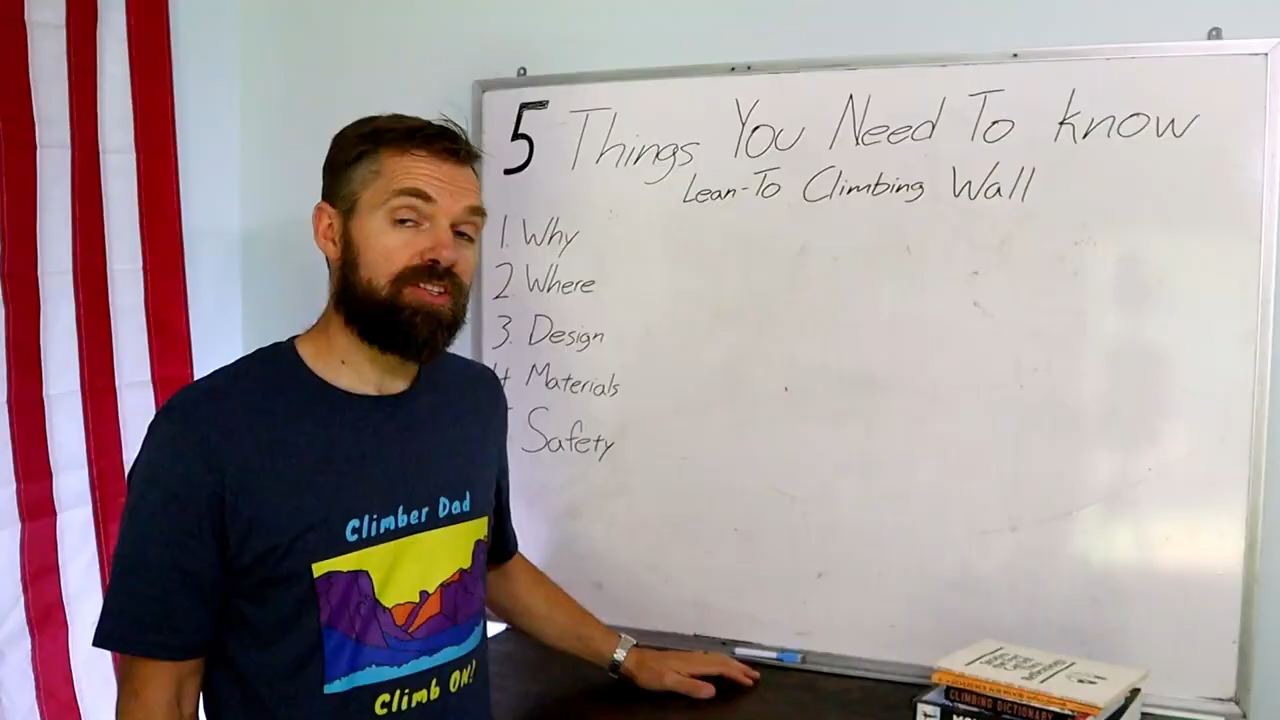 5 Things You Need To know
Lean-To Climbing Wall
1. Why
2 Where
3. Design
4 Materials
Safety
Climber Dad
Climb ON!
CLIMBING DICTIONARY